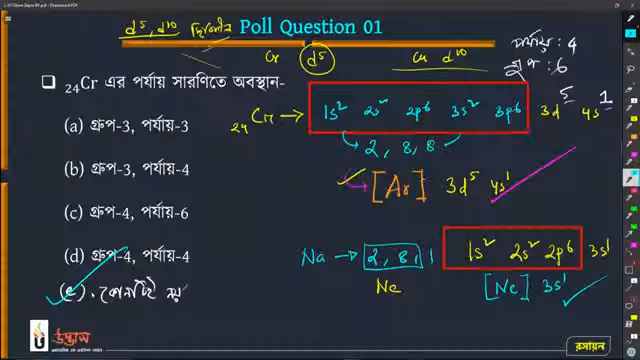 d⁵, d¹⁰ স্থিতিশীল Poll Question 01
Cr d⁵ Cu d¹⁰
পর্যায়: 4
গ্রুপ: 6
₂₄Cr এর পর্যায় সারণিতে অবস্থান-
₂₄Cr → 1s² 2s² 2p⁶ 3s² 3p⁶ 3d⁵ 4s¹
2, 8, 8
(a) গ্রুপ-3, পর্যায়-3
(b) গ্রুপ-3, পর্যায়-4
[Ar] 3d⁵ 4s¹
(c) গ্রুপ-4, পর্যায়-6
(d) গ্রুপ-4, পর্যায়-4
Na → 2, 8, 1 1s² 2s² 2p⁶ 3s¹
Ne [Ne] 3s¹
(e). কোনটিই নয়
উদ্ভাস
রসায়ন